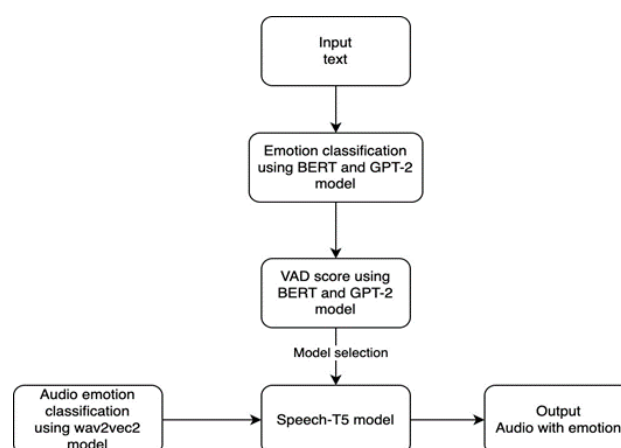 Input
text
Emotion classification
using BERT and GPT-2
model
VAD score using
BERT and GPT-2
model
Model selection
Audio emotion
classification
using wav2vec2
model
Speech-T5 model
Output
Audio with emotion